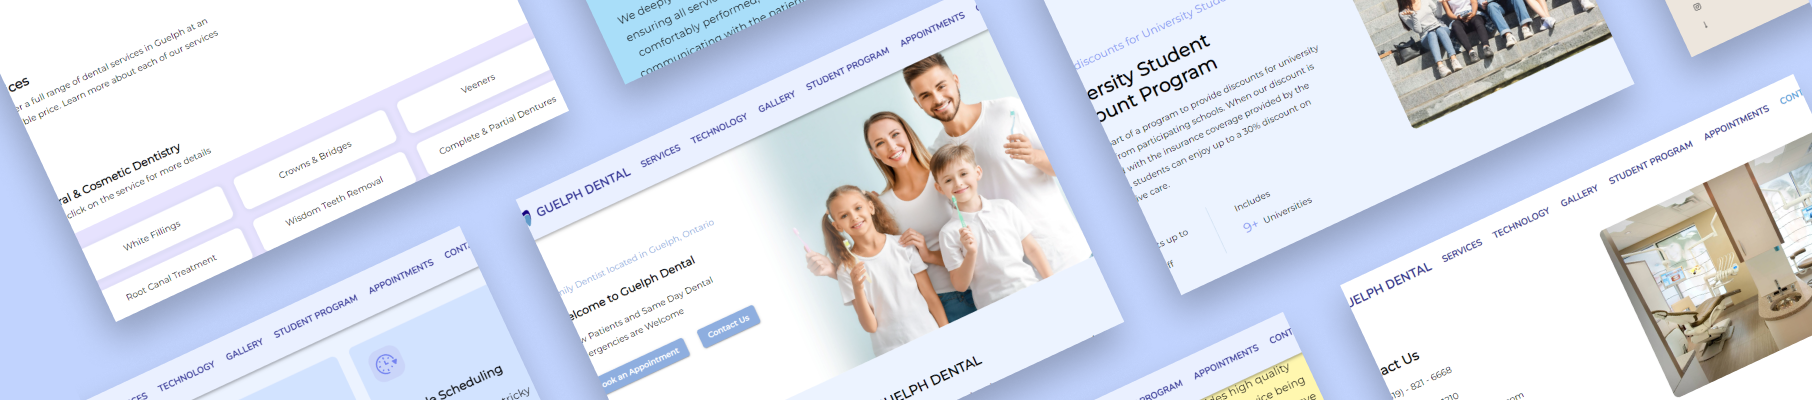 ces
er a full range of dental services in Guelph at an
ble price. Learn more about each of our services
ral & Cosmetic Dentistry
click on the service for more details
Veeners
Crowns & Bridges
Complete & Partial Dentures
White Fillings
Wisdom Teeth Removal
Root Canal Treatment
TECHNOLOGY
GALLERY
STUDENT PROGRAM
APPOINTMENTS
CONT
Scheduling
We deeply
ensuring all servic
comfortably performed,
communicating with the patient
GUELPH DENTAL
SERVICES
TECHNOLOGY
GALLERY
STUDENT PROGRAM
APPOINTMENTS
mily Dentist located in Guelph, Ontario
elcome to Guelph Dental
w Patients and Same Day Dental
ergencies are Welcome
ook an Appointment
Contact Us
UELPH DENTAL
discounts for University Stude
ersity Student
ount Program
art of a program to provide discounts for university
rom participating schools. When our discount is
d with the insurance coverage provided by the
students can enjoy up to a 30% discount on
ve care.
s up to
ff
Includes
9+ Universities
PROGRAM
APPOINTMENTS
CONT
des high quality
ice being
UELPH DENTAL
SERVICES
TECHNOLOGY
GALLERY
STUDENT PROGRAM
APPOINTMENTS
CONT
act Us
19) - 821 - 6668